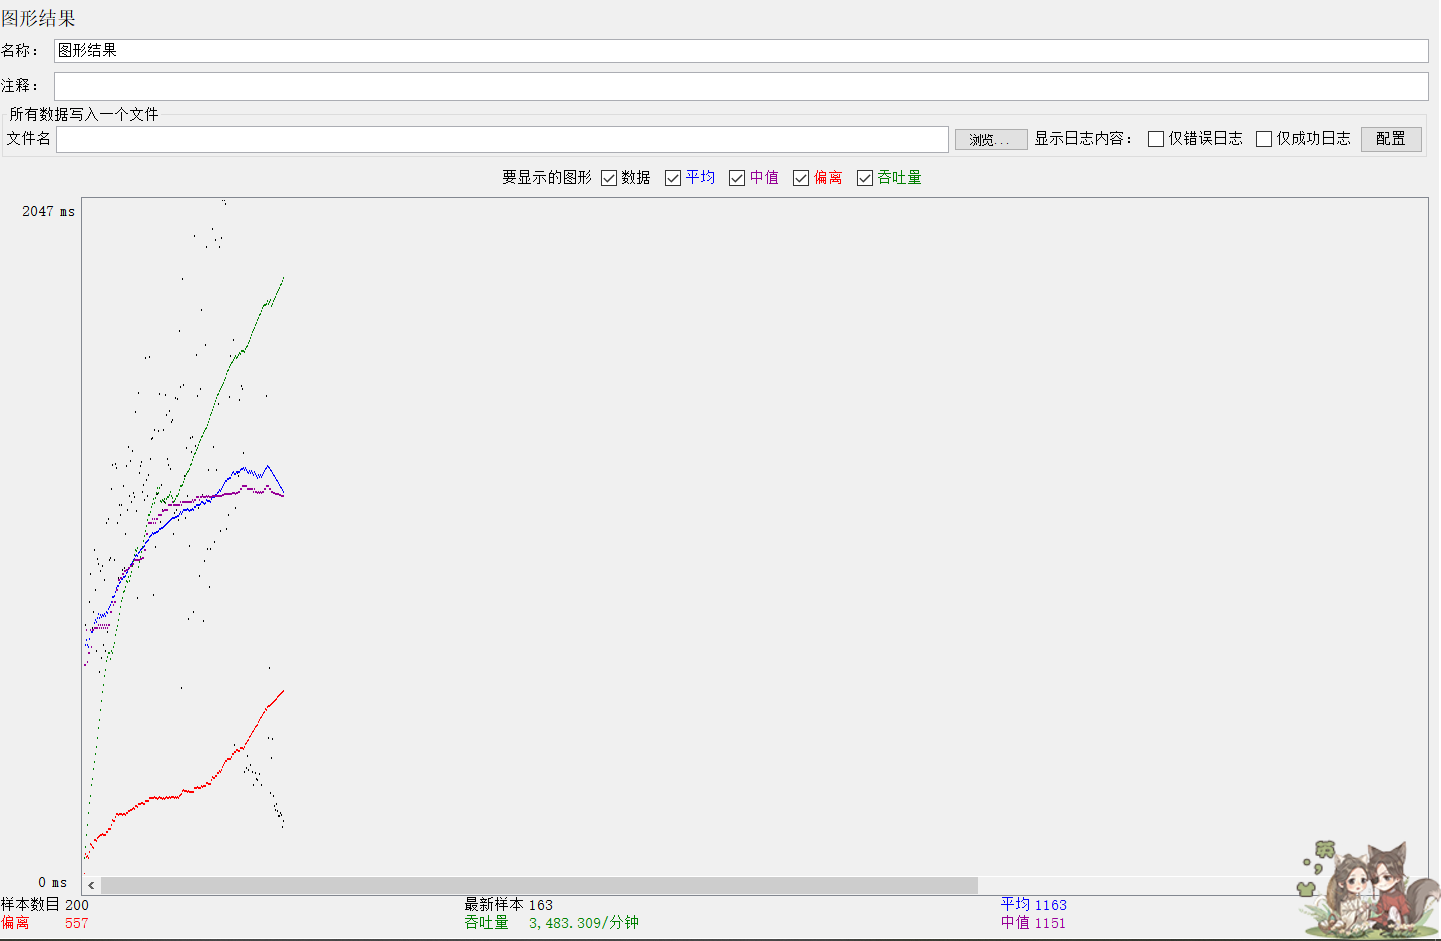 图形结果
名称： 图形结果
注释：
所有数据写入一个文件
文件名 浏览... 显示日志内容： 仅错误日志 仅成功日志 配置
要显示的图形 数据 平均 中值 偏离 吞吐量
2047 ms
0 ms
样本数目 200 最新样本 163 平均 1163
偏离 557 吞吐量 3,483.309/分钟 中值 1151